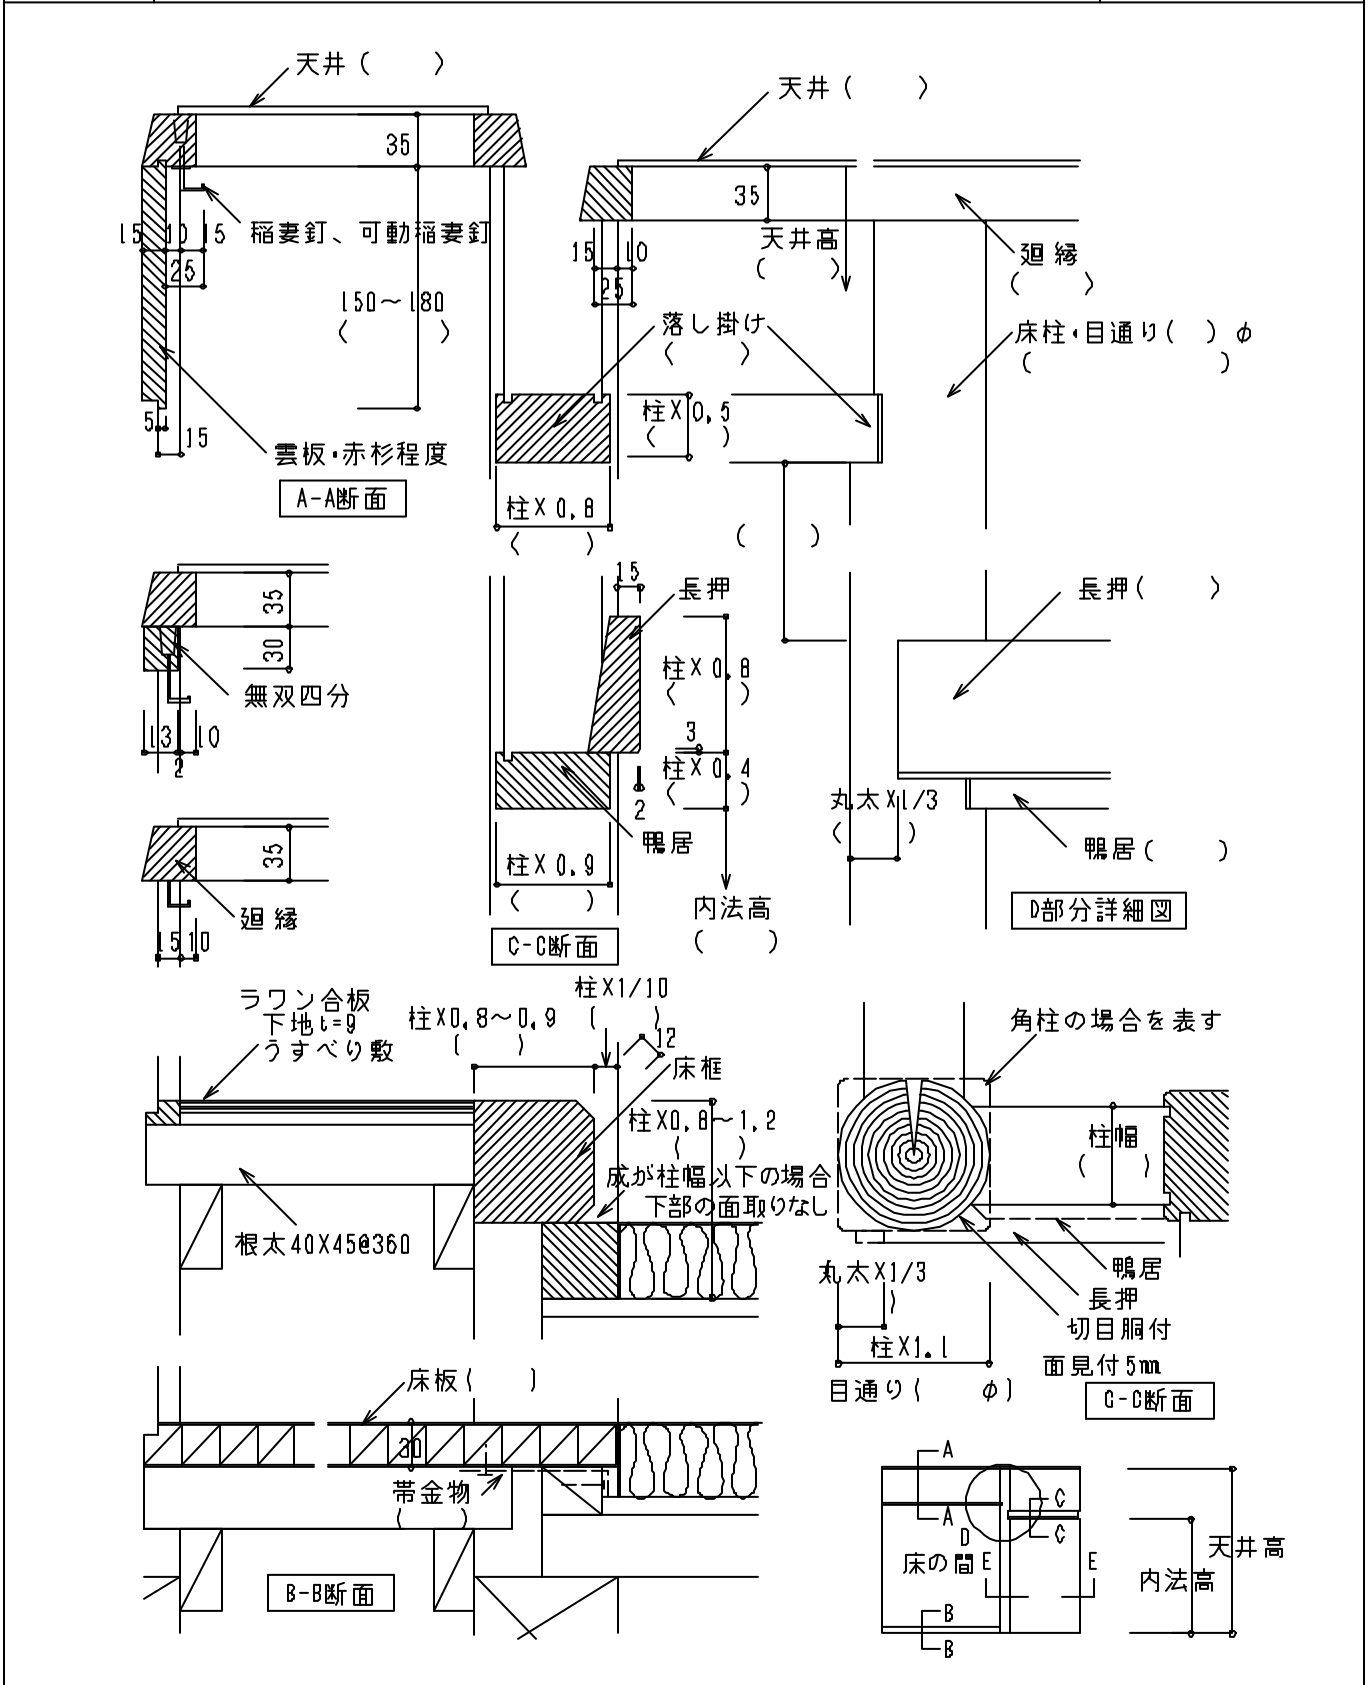 天井(　　)
35
稲妻釘、可動稲妻釘
15 10 15
25
150～180
(　　)
5
15
雲板・赤杉程度
A-A断面
天井(　　)
35
天井高
(　　)
15 10
25
廻縁
(　　)
落し掛け
(　　)
床柱・目通り(　)φ
(　　)
柱X0.5
(　　)
柱X0.8
(　　)
(　　)
35
30
無双四分
13 10
2
15
長押
柱X0.8
(　　)
3
柱X0.4
(　　)
2
鴨居
柱X0.9
(　　)
内法高
(　　)
C-C断面
長押(　　)
丸太X1/3
(　　)
鴨居(　　)
D部分詳細図
35
廻縁
15 10
ラワン合板
下地t=9
うすべり敷
柱X0.8～0.9
(　　)
柱X1/10
(　　)
12
床框
柱X0.8～1.2
(　　)
成が柱幅以下の場合
下部の面取りなし
根太40X45@360
角柱の場合を表す
柱幅
(　　)
鴨居
長押
切目胴付
面見付5mm
丸太X1/3
)
柱X1.1
目通り(　　φ)
C-C断面
床板(　　)
30
帯金物
(　　)
B-B断面
A
A
C
C
D
床の間
E
E
B
B
天井高
内法高